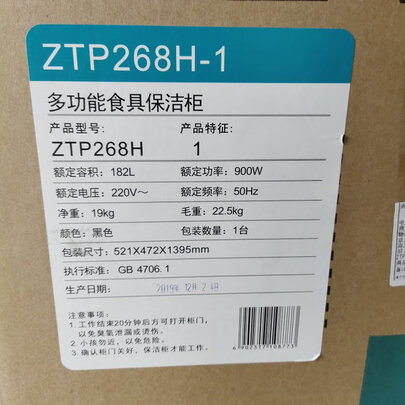 ZTP268H-1
多功能食具保洁柜
产品型号： 产品特征：
ZTP268H 1
额定容积：182L 额定功率：900W
额定电压：220V～ 额定频率：50Hz
净重：19kg 毛重：22.5kg
颜色：黑色 包装数量：1台
包装尺寸：521X472X1395mm
执行标准：GB 4706.1
生产日期：
注意事项：
1.工作结束20分钟后方可打开柜门，
以免臭氧泄漏或烫伤。
2.小孩勿近，以免危险。
3.确认柜门关好，保洁柜才能工作。
6 902317 108773